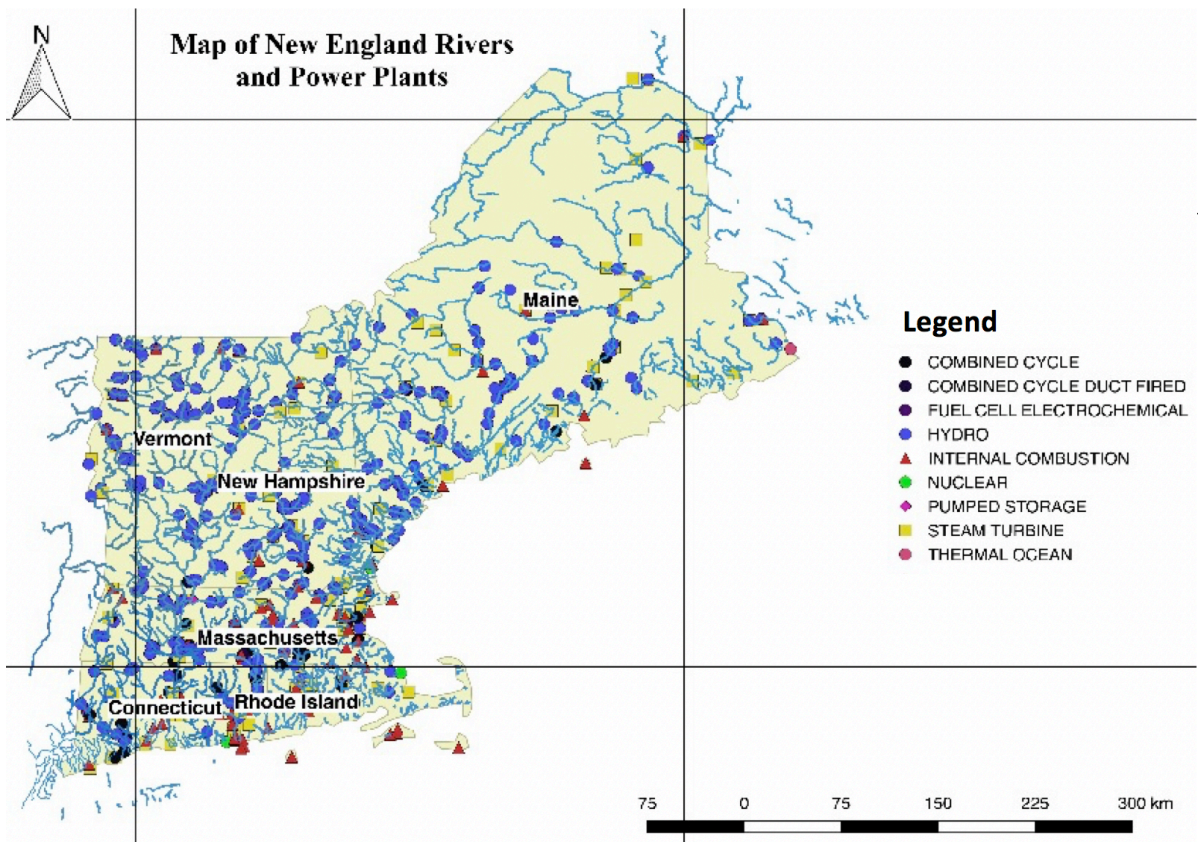 N
Map of New England Rivers
and Power Plants
Maine
Vermont
New Hampshire
Massachusetts
Connecticut
Rhode Island
Legend
COMBINED CYCLE
COMBINED CYCLE DUCT FIRED
FUEL CELL ELECTROCHEMICAL
HYDRO
INTERNAL COMBUSTION
NUCLEAR
PUMPED STORAGE
STEAM TURBINE
THERMAL OCEAN
75 0 75 150 225 300 km